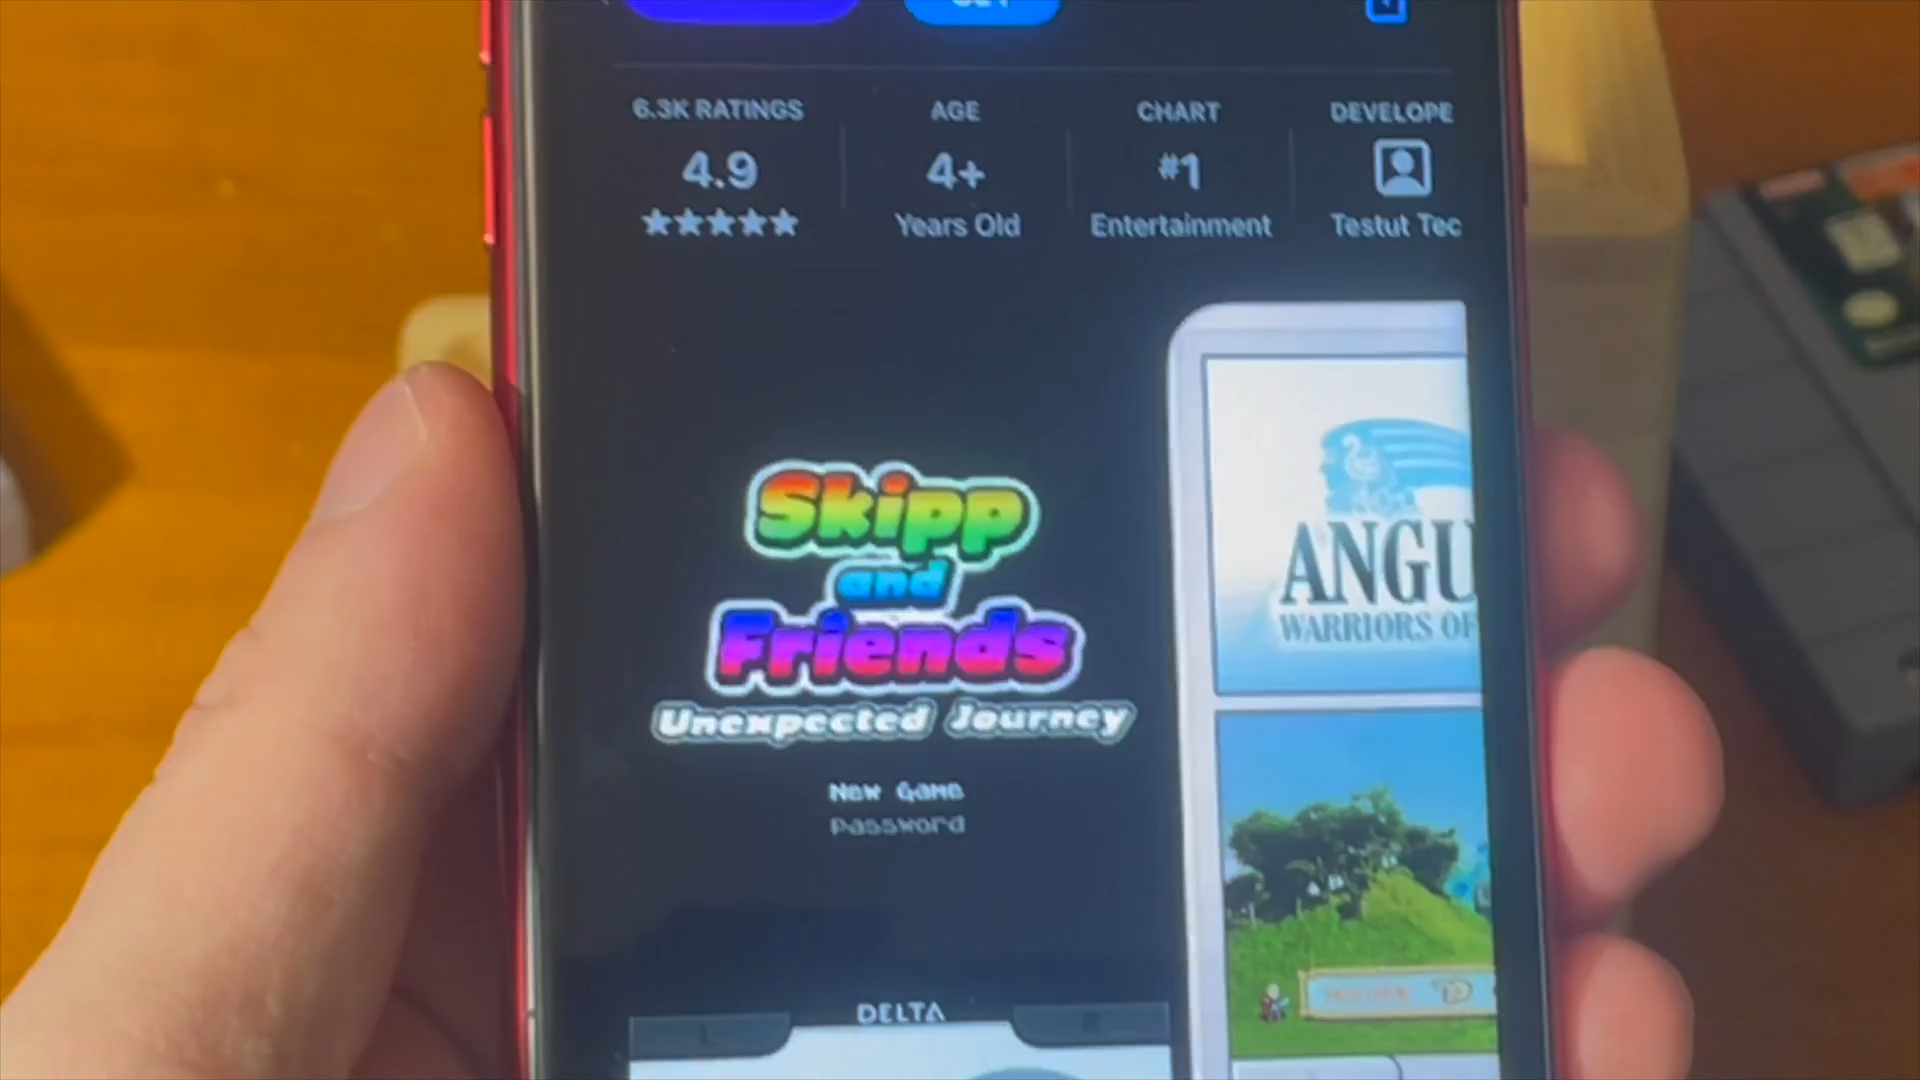 6.3K RATINGS
AGE
CHART
DEVELOPE
4.9
4+
#1
Years Old
Entertainment
Testut Tec
Skipp
and
Friends
Unexpected Journey
New Game
Password
DELTA
L
R
ANGU
WARRIORS OF